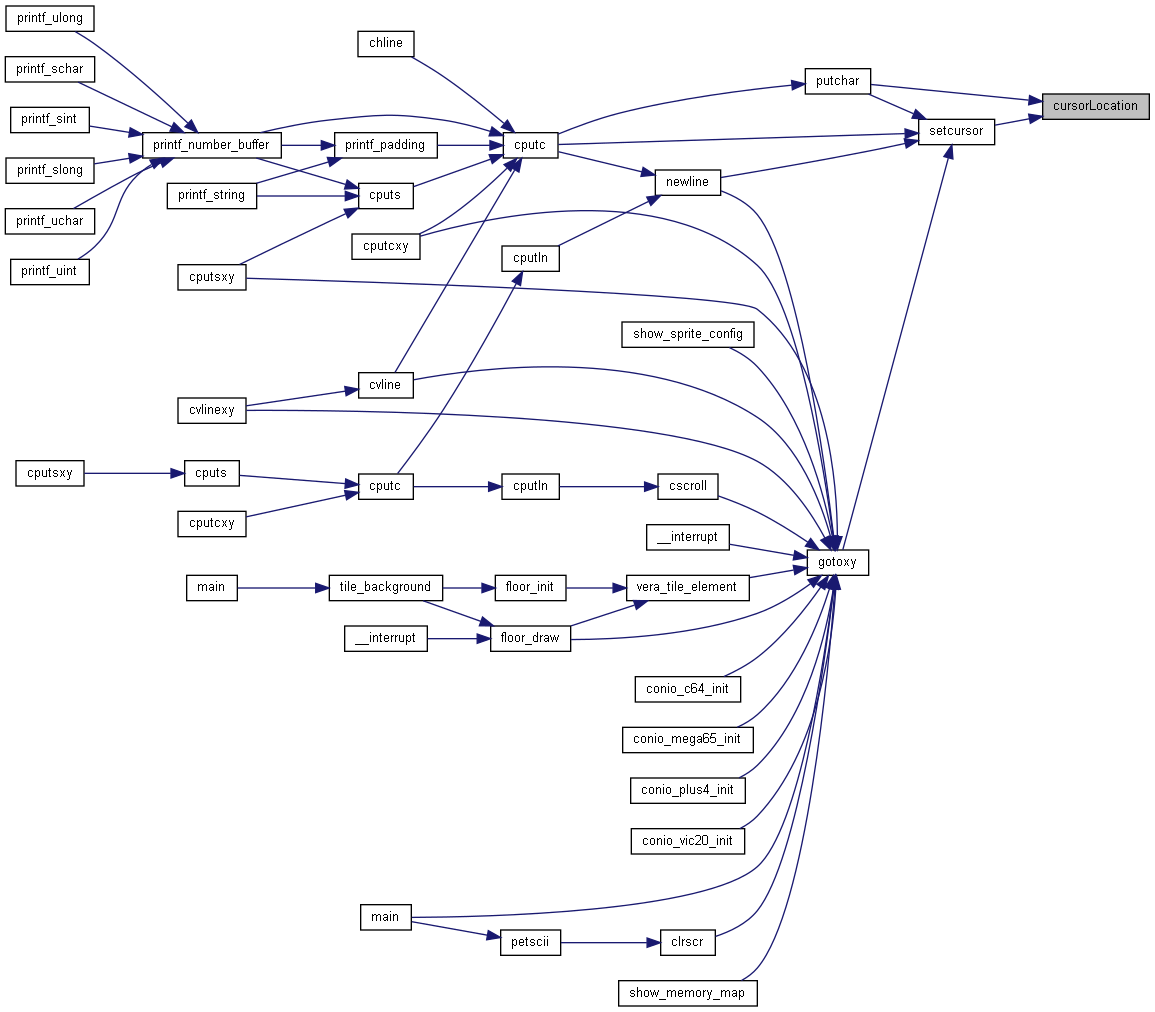 printf_ulong
chline
printf_schar
putchar
cursorLocation
printf_sint
setcursor
printf_number_buffer
printf_padding
cputc
printf_slong
newline
printf_string
cputs
printf_uchar
cputcxy
cputln
printf_uint
cputsxy
show_sprite_config
cvline
cvlinexy
cputsxy
cputs
cputc
cputln
cscroll
cputcxy
__interrupt
gotoxy
main
tile_background
floor_init
vera_tile_element
__interrupt
floor_draw
conio_c64_init
conio_mega65_init
conio_plus4_init
conio_vic20_init
main
petscii
clrscr
show_memory_map